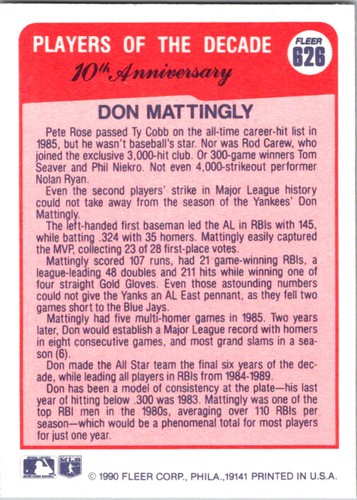 PLAYERS OF THE DECADE
10th Anniversary
FLEER
626
DON MATTINGLY
Pete Rose passed Ty Cobb on the all-time career-hit list in
1985, but he wasn't baseball's star. Nor was Rod Carew, who
joined the exclusive 3,000-hit club. Or 300-game winners Tom
Seaver and Phil Niekro. Not even 4,000-strikeout performer
Nolan Ryan.
Even the second players' strike in Major League history
could not take away from the season of the Yankees' Don
Mattingly.
The left-handed first baseman led the AL in RBIs with 145,
while batting .324 with 35 homers. Mattingly easily captured
the MVP, collecting 23 of 28 first-place votes.
Mattingly scored 107 runs, had 21 game-winning RBIs, a
league-leading 48 doubles and 211 hits while winning one of
four straight Gold Gloves. Even those astounding numbers
could not give the Yanks an AL East pennant, as they fell two
games short to the Blue Jays.
Mattingly had five multi-homer games in 1985. Two years
later, Don would establish a Major League record with homers
in eight consecutive games, and most grand slams in a sea-
son (6).
Don made the All Star team the final six years of the dec-
ade, while leading all players in RBIs from 1984-1989.
Don has been a model of consistency at the plate—his last
year of hitting below .300 was 1983. Mattingly was one of the
top RBI men in the 1980s, averaging over 110 RBIs per
season—which would be a phenomenal total for most players
for just one year.
© 1990 FLEER CORP., PHILA., 19141 PRINTED IN U.S.A.